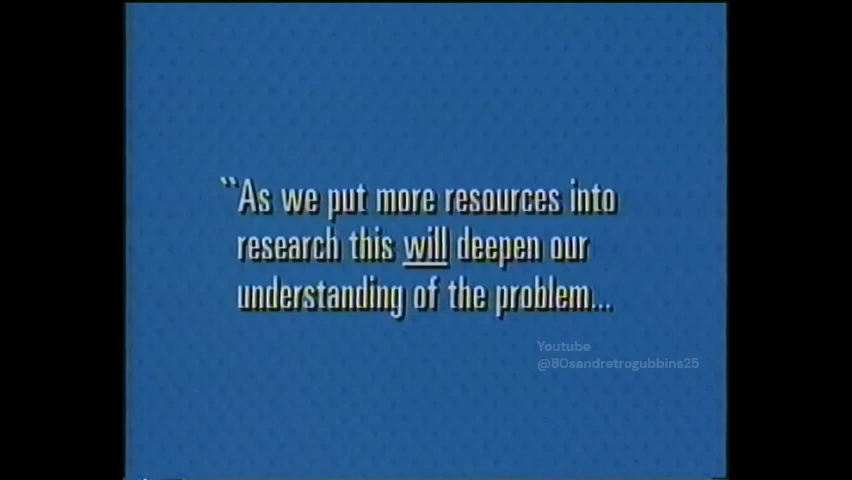 “As we put more resources into
research this will deepen our
understanding of the problem...
Youtube
@80sandretrogubbins25